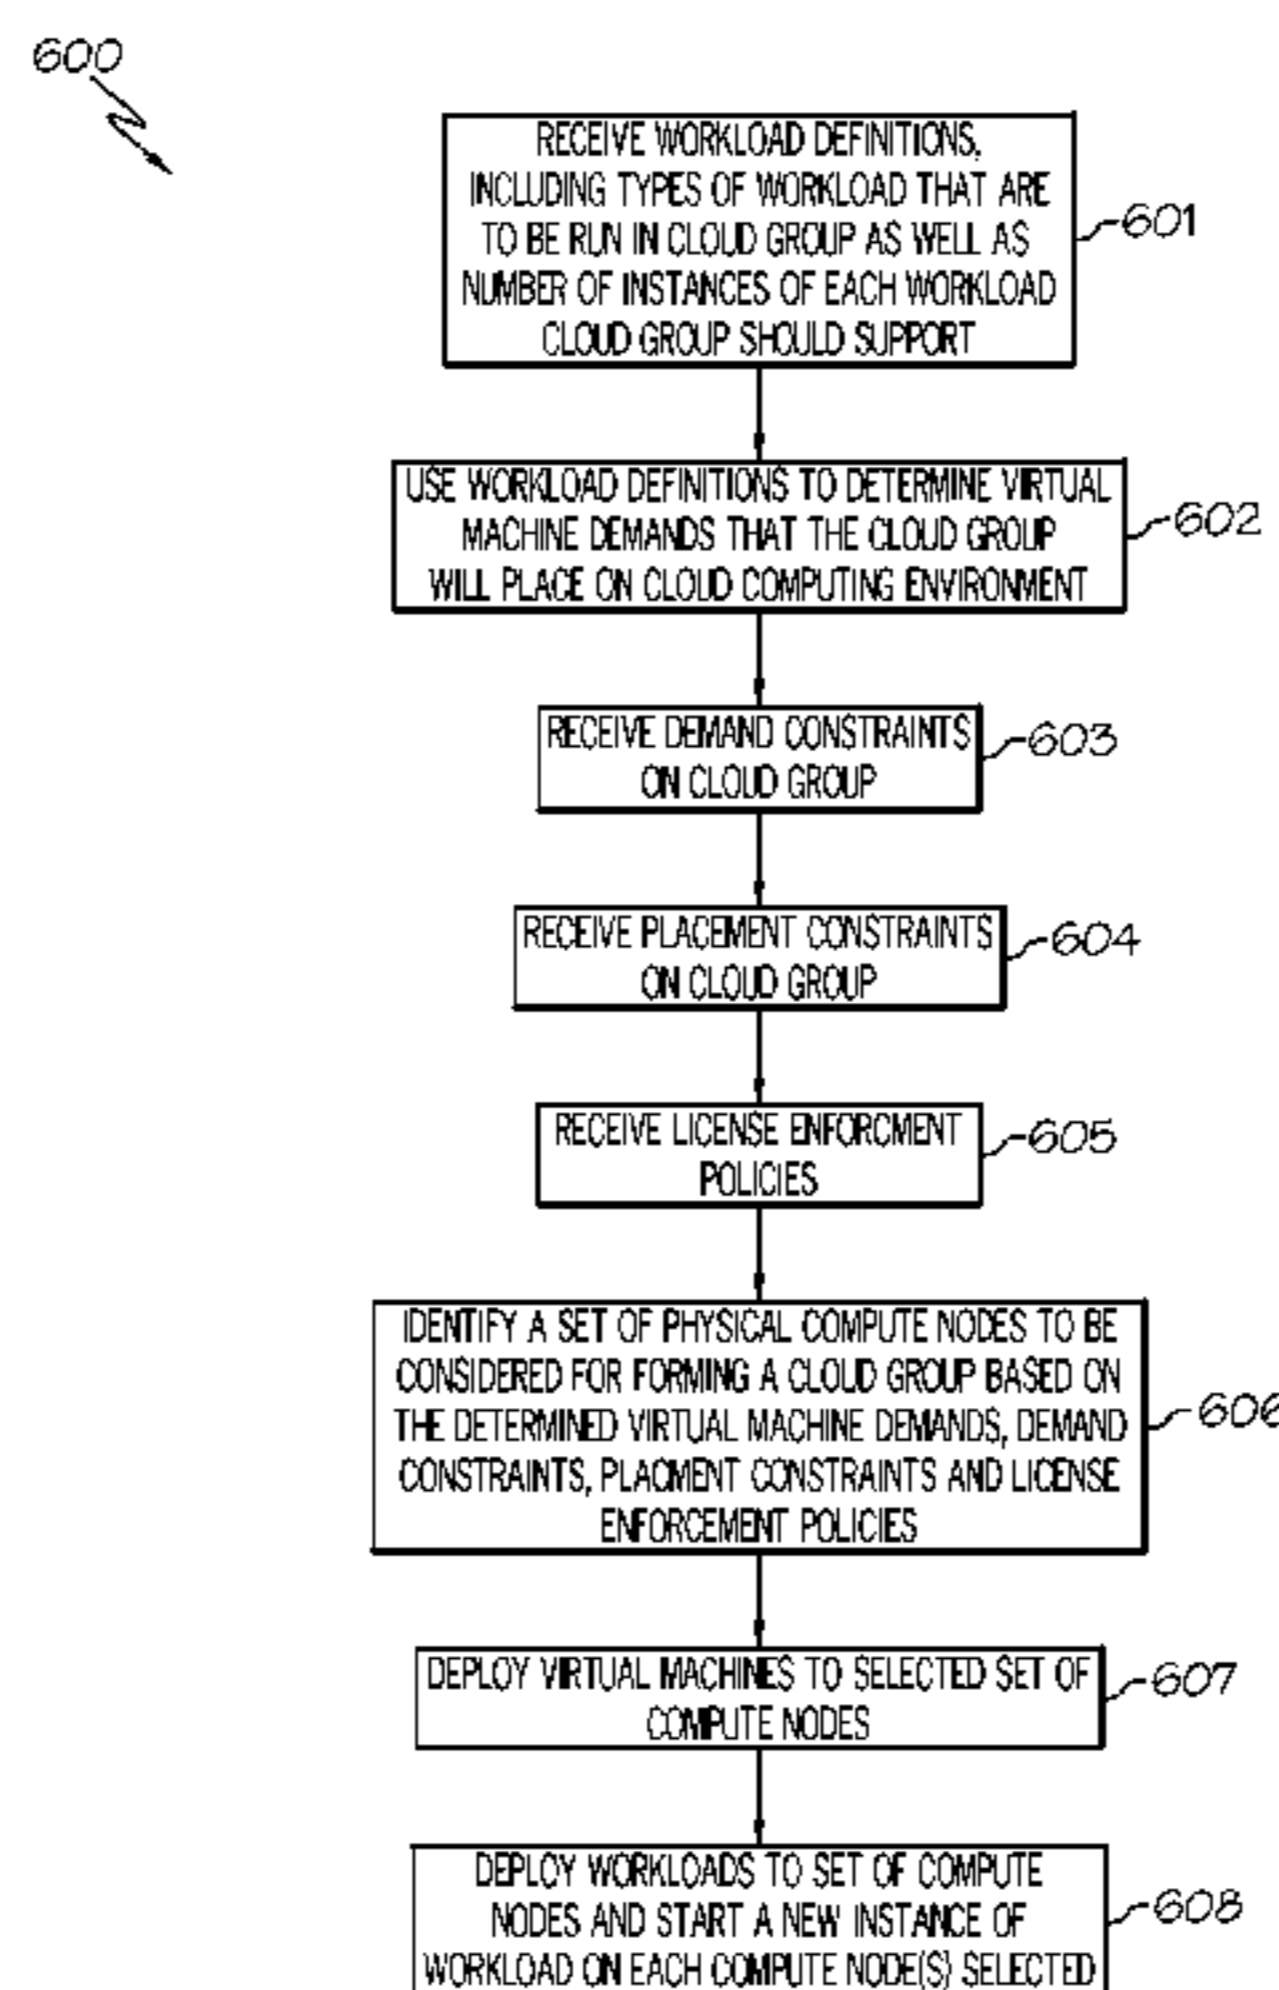 600
RECEIVE WORKLOAD DEFINITIONS,
INCLUDING TYPES OF WORKLOAD THAT ARE
TO BE RUN IN CLOUD GROUP AS WELL AS
NUMBER OF INSTANCES OF EACH WORKLOAD
CLOUD GROUP SHOULD SUPPORT
601
USE WORKLOAD DEFINITIONS TO DETERMINE VIRTUAL
MACHINE DEMANDS THAT THE CLOUD GROUP
WILL PLACE ON CLOUD COMPUTING ENVIRONMENT
602
RECEIVE DEMAND CONSTRAINTS
ON CLOUD GROUP
603
RECEIVE PLACEMENT CONSTRAINTS
ON CLOUD GROUP
604
RECEIVE LICENSE ENFORCMENT
POLICIES
605
IDENTIFY A SET OF PHYSICAL COMPUTE NODES TO BE
CONSIDERED FOR FORMING A CLOUD GROUP BASED ON
THE DETERMINED VIRTUAL MACHINE DEMANDS, DEMAND
CONSTRAINTS, PLACMENT CONSTRAINTS AND LICENSE
ENFORCEMENT POLICIES
606
DEPLOY VIRTUAL MACHINES TO SELECTED SET OF
COMPUTE NODES
607
DEPLOY WORKLOADS TO SET OF COMPUTE
NODES AND START A NEW INSTANCE OF
WORKLOAD ON EACH COMPUTE NODE(S) SELECTED
608